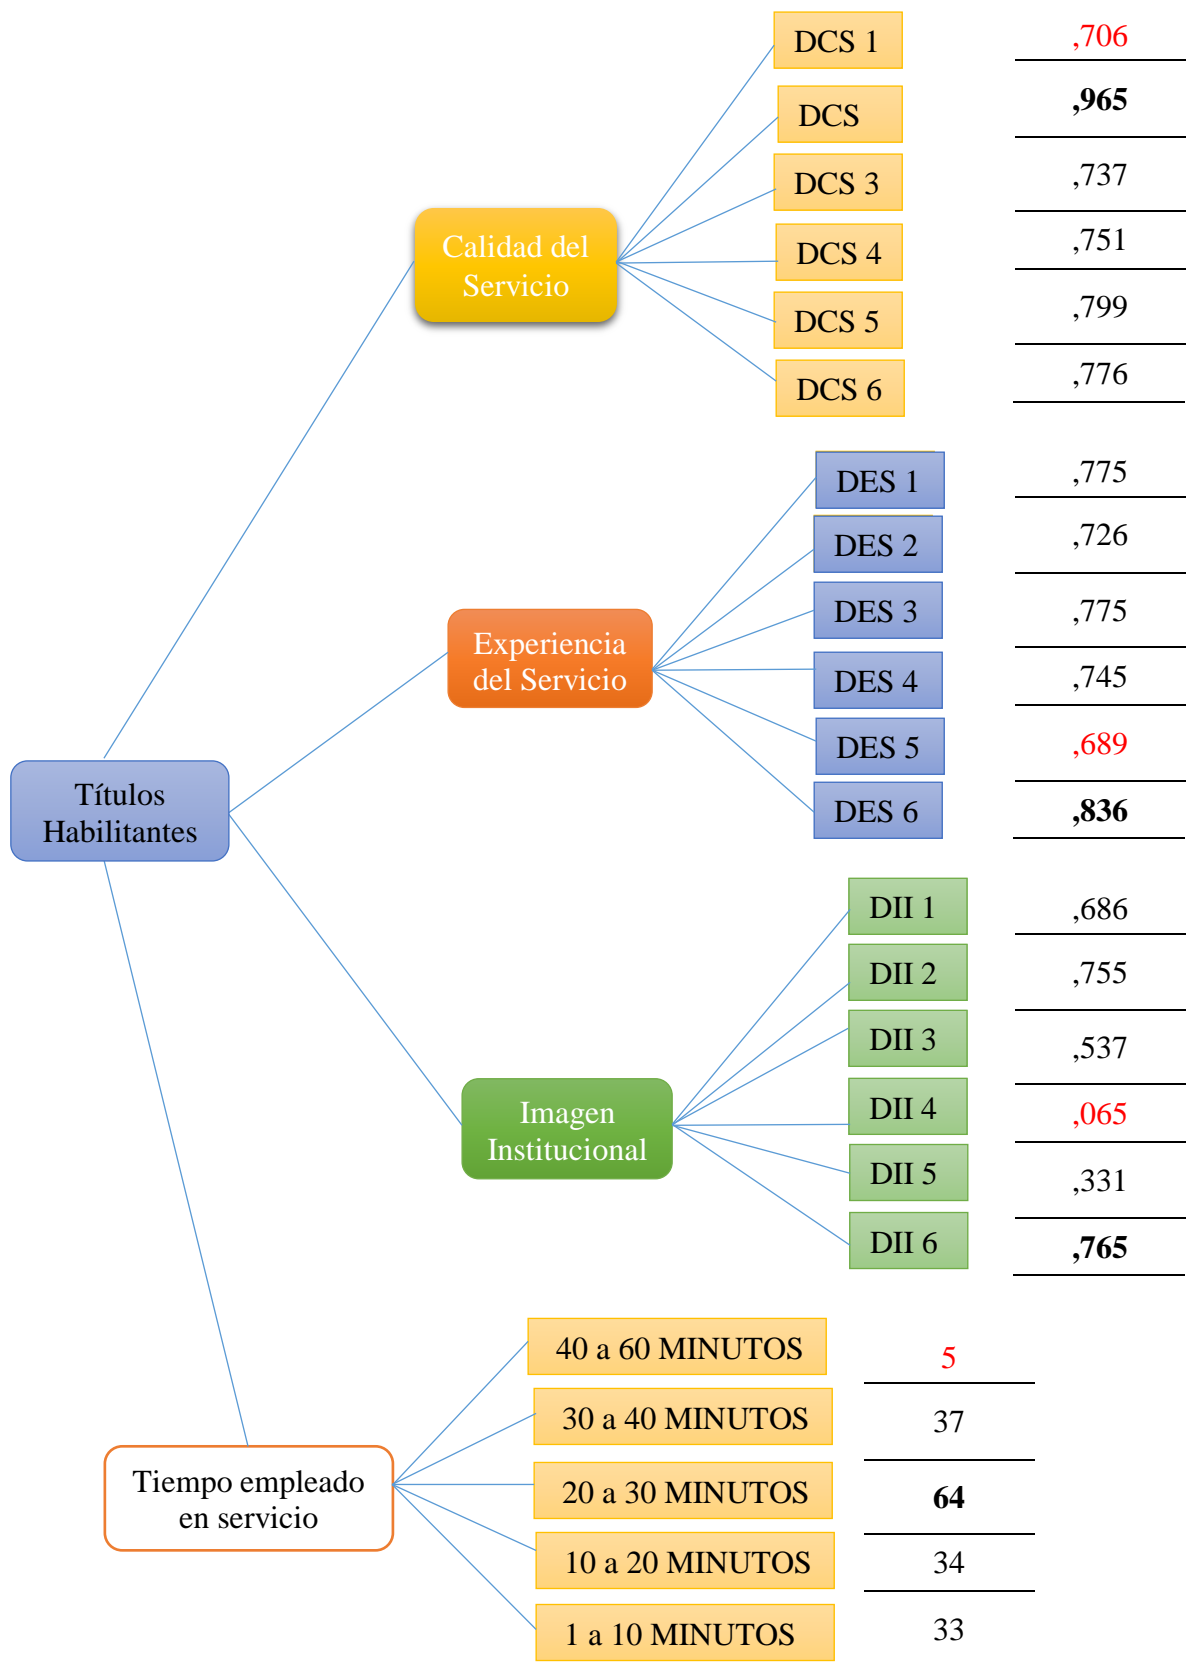 DCS 1 ,706
DCS ,965
DCS 3 ,737
Calidad del
Servicio
DCS 4 ,751
DCS 5 ,799
DCS 6 ,776
DES 1 ,775
DES 2 ,726
DES 3 ,775
Experiencia
del Servicio
DES 4 ,745
DES 5 ,689
DES 6 ,836
Títulos
Habilitantes
DII 1 ,686
DII 2 ,755
DII 3 ,537
Imagen
Institucional
DII 4 ,065
DII 5 ,331
DII 6 ,765
40 a 60 MINUTOS 5
30 a 40 MINUTOS 37
Tiempo empleado
en servicio
20 a 30 MINUTOS 64
10 a 20 MINUTOS 34
1 a 10 MINUTOS 33